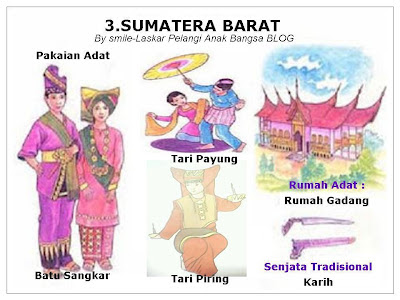 3.SUMATERA BARAT
By smile-Laskar Pelangi Anak Bangsa BLOG
Pakaian Adat
Batu Sangkar
Tari Payung
Tari Piring
Rumah Adat :
Rumah Gadang
Senjata Tradisional
Karih